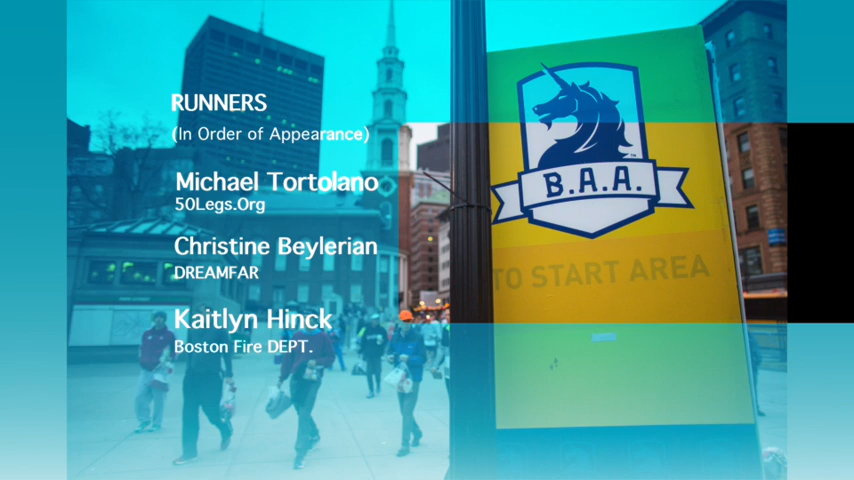 RUNNERS
(In Order of Appearance)
Michael Tortolano
50Legs.Org
Christine Beylerian
DREAMFAR
Kaitlyn Hinck
Boston Fire DEPT.
B.A.A.
TO START AREA